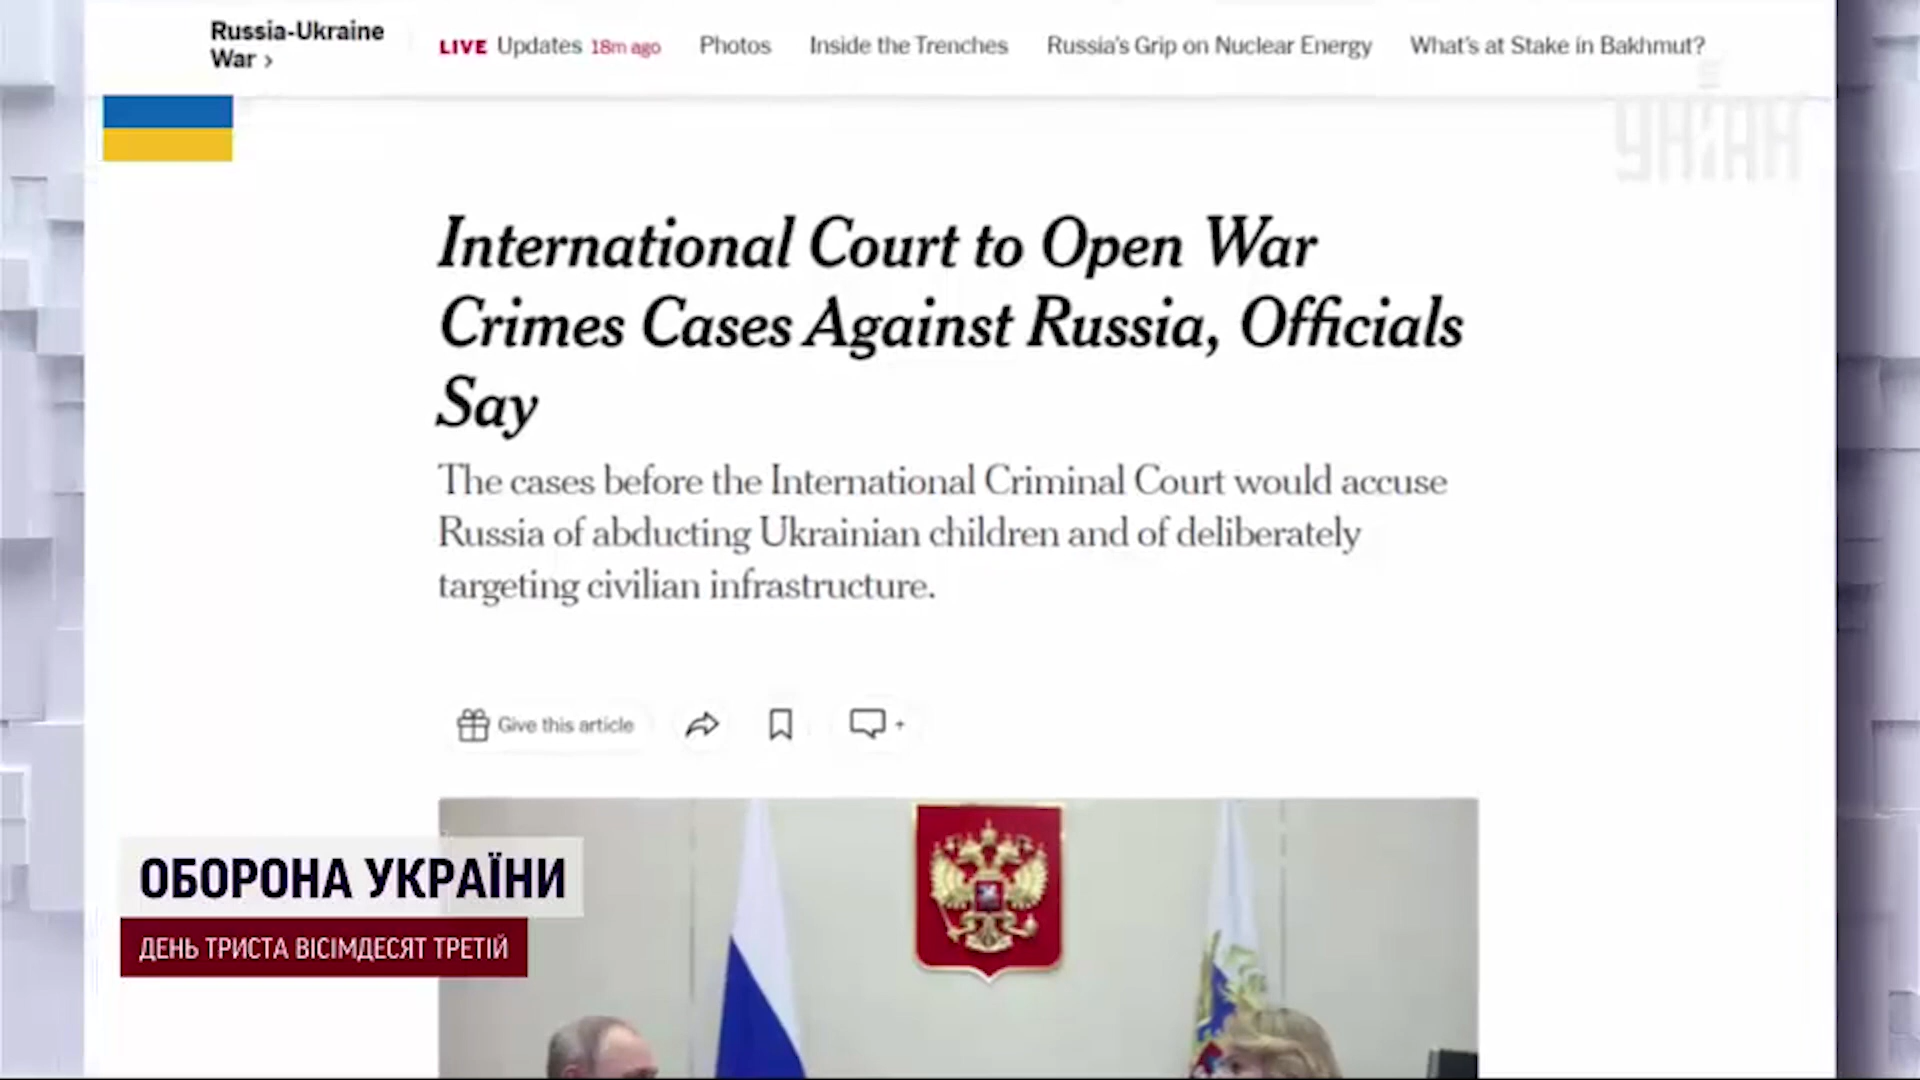 Russia-Ukraine
War ›
LIVE Updates 18m ago
Photos
Inside the Trenches
Russia's Grip on Nuclear Energy
What's at Stake in Bakhmut?
УНІАН
International Court to Open War
Crimes Cases Against Russia, Officials
Say
The cases before the International Criminal Court would accuse
Russia of abducting Ukrainian children and of deliberately
targeting civilian infrastructure.
Give this article
+
ОБОРОНА УКРАЇНИ
ДЕНЬ ТРИСТА ВІСІМДЕСЯТ ТРЕТІЙ